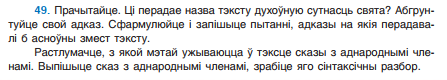 49. Прачытайце. Ці перадае назва тэксту духоўную сутнасць свята? Абгрун-
туйце свой адказ. Сфармулюйце і запішыце пытанні, адказы на якія перадава-
лі б асноўны змест тэксту.
Растлумачце, з якой мэтай ужываюцца ў тэксце сказы з аднароднымі чле-
намі. Выпішыце сказ з аднароднымі членамі, зрабіце яго сінтаксічны разбор.